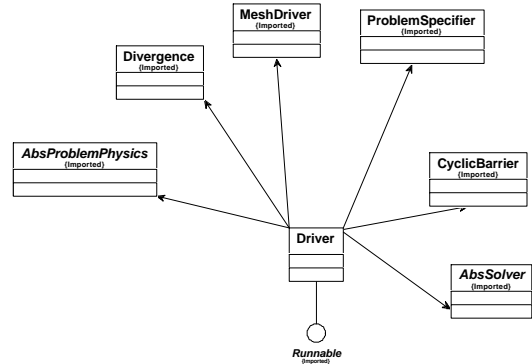 MeshDriver
{Imported}
ProblemSpecifier
{Imported}
Divergence
{Imported}
AbsProblemPhysics
{Imported}
CyclicBarrier
{Imported}
Driver
AbsSolver
{Imported}
Runnable
{Imported}